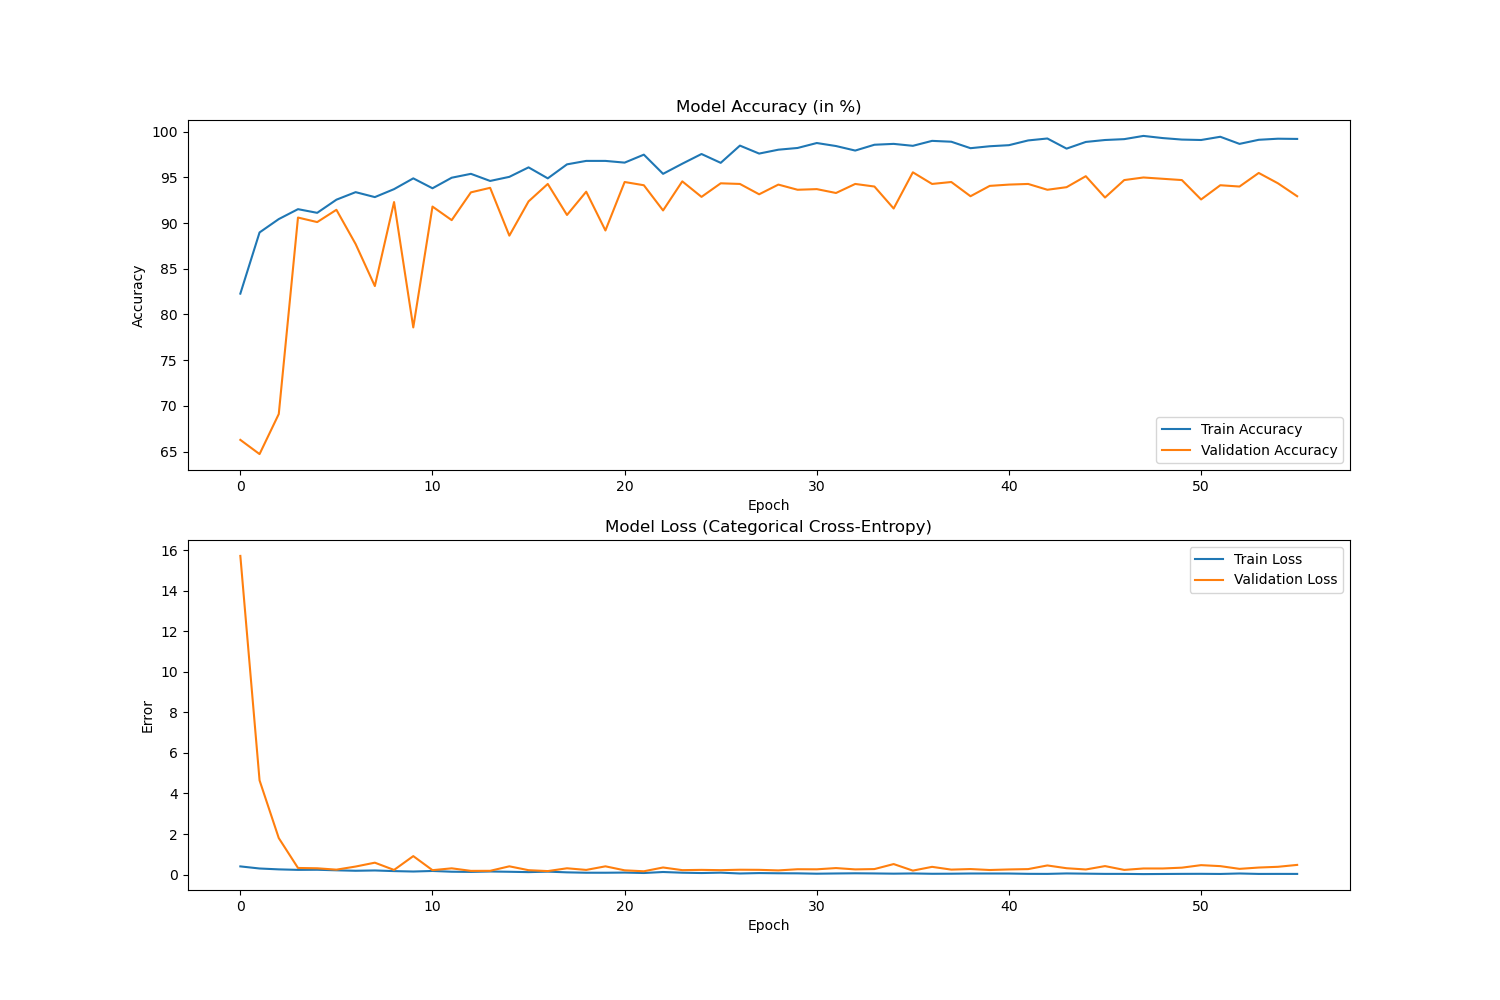 Model Accuracy (in %)
100
95
90
85
80
75
70
65
Accuracy
Train Accuracy
Validation Accuracy
0 10 20 30 40 50
Epoch
Model Loss (Categorical Cross-Entropy)
16
14
12
10
8
6
4
2
0
Error
Train Loss
Validation Loss
0 10 20 30 40 50
Epoch